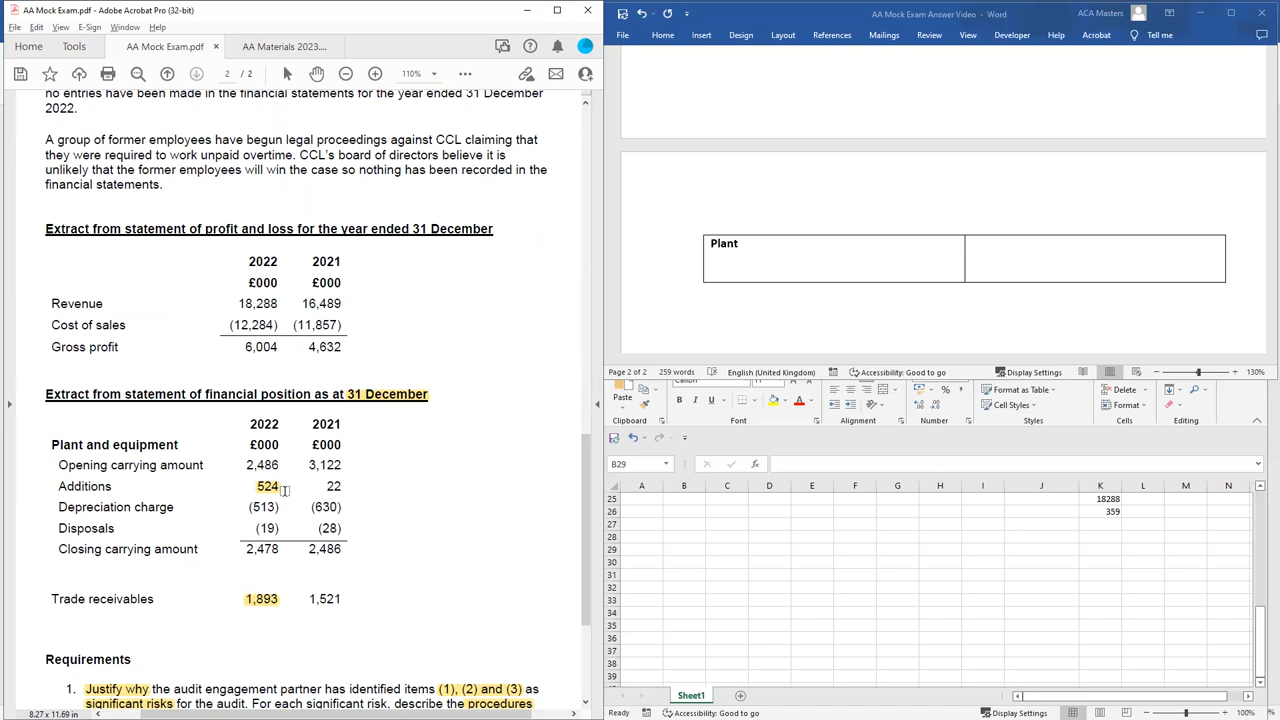 AA Mock Exam.pdf - Adobe Acrobat Pro (32-bit)
File Edit View E-Sign Window Help
Home Tools AA Mock Exam.pdf × AA Materials 2023....
2 / 2 110%
no entries have been made in the financial statements for the year ended 31 December
2022.
A group of former employees have begun legal proceedings against CCL claiming that
they were required to work unpaid overtime. CCL's board of directors believe it is
unlikely that the former employees will win the case so nothing has been recorded in the
financial statements.
Extract from statement of profit and loss for the year ended 31 December
2022 2021
£000 £000
Revenue 18,288 16,489
Cost of sales (12,284) (11,857)
Gross profit 6,004 4,632
Extract from statement of financial position as at 31 December
2022 2021
Plant and equipment £000 £000
Opening carrying amount 2,486 3,122
Additions 524 22
Depreciation charge (513) (630)
Disposals (19) (28)
Closing carrying amount 2,478 2,486
Trade receivables 1,893 1,521
Requirements
1. Justify why the audit engagement partner has identified items (1), (2) and (3) as
significant risks for the audit. For each significant risk, describe the procedures
8.27 x 11.69 in
AA Mock Exam Answer Video - Word ACA Masters
File Home Insert Design Layout References Mailings Review View Developer Help Acrobat Tell me
Plant
Page 2 of 2 259 words English (United Kingdom) Accessibility: Good to go Display Settings 130%
Paste Calibri 11 % Format as Table Delete
B I U A Cell Styles Format
Clipboard Font Alignment Number Styles Cells Editing
B29 fx
A B C D E F G H I J K L M N
25 18288
26 359
27
28
29
30
31
32
33
34
35
36
37
38
Sheet1
Ready Accessibility: Good to go Display Settings 100%